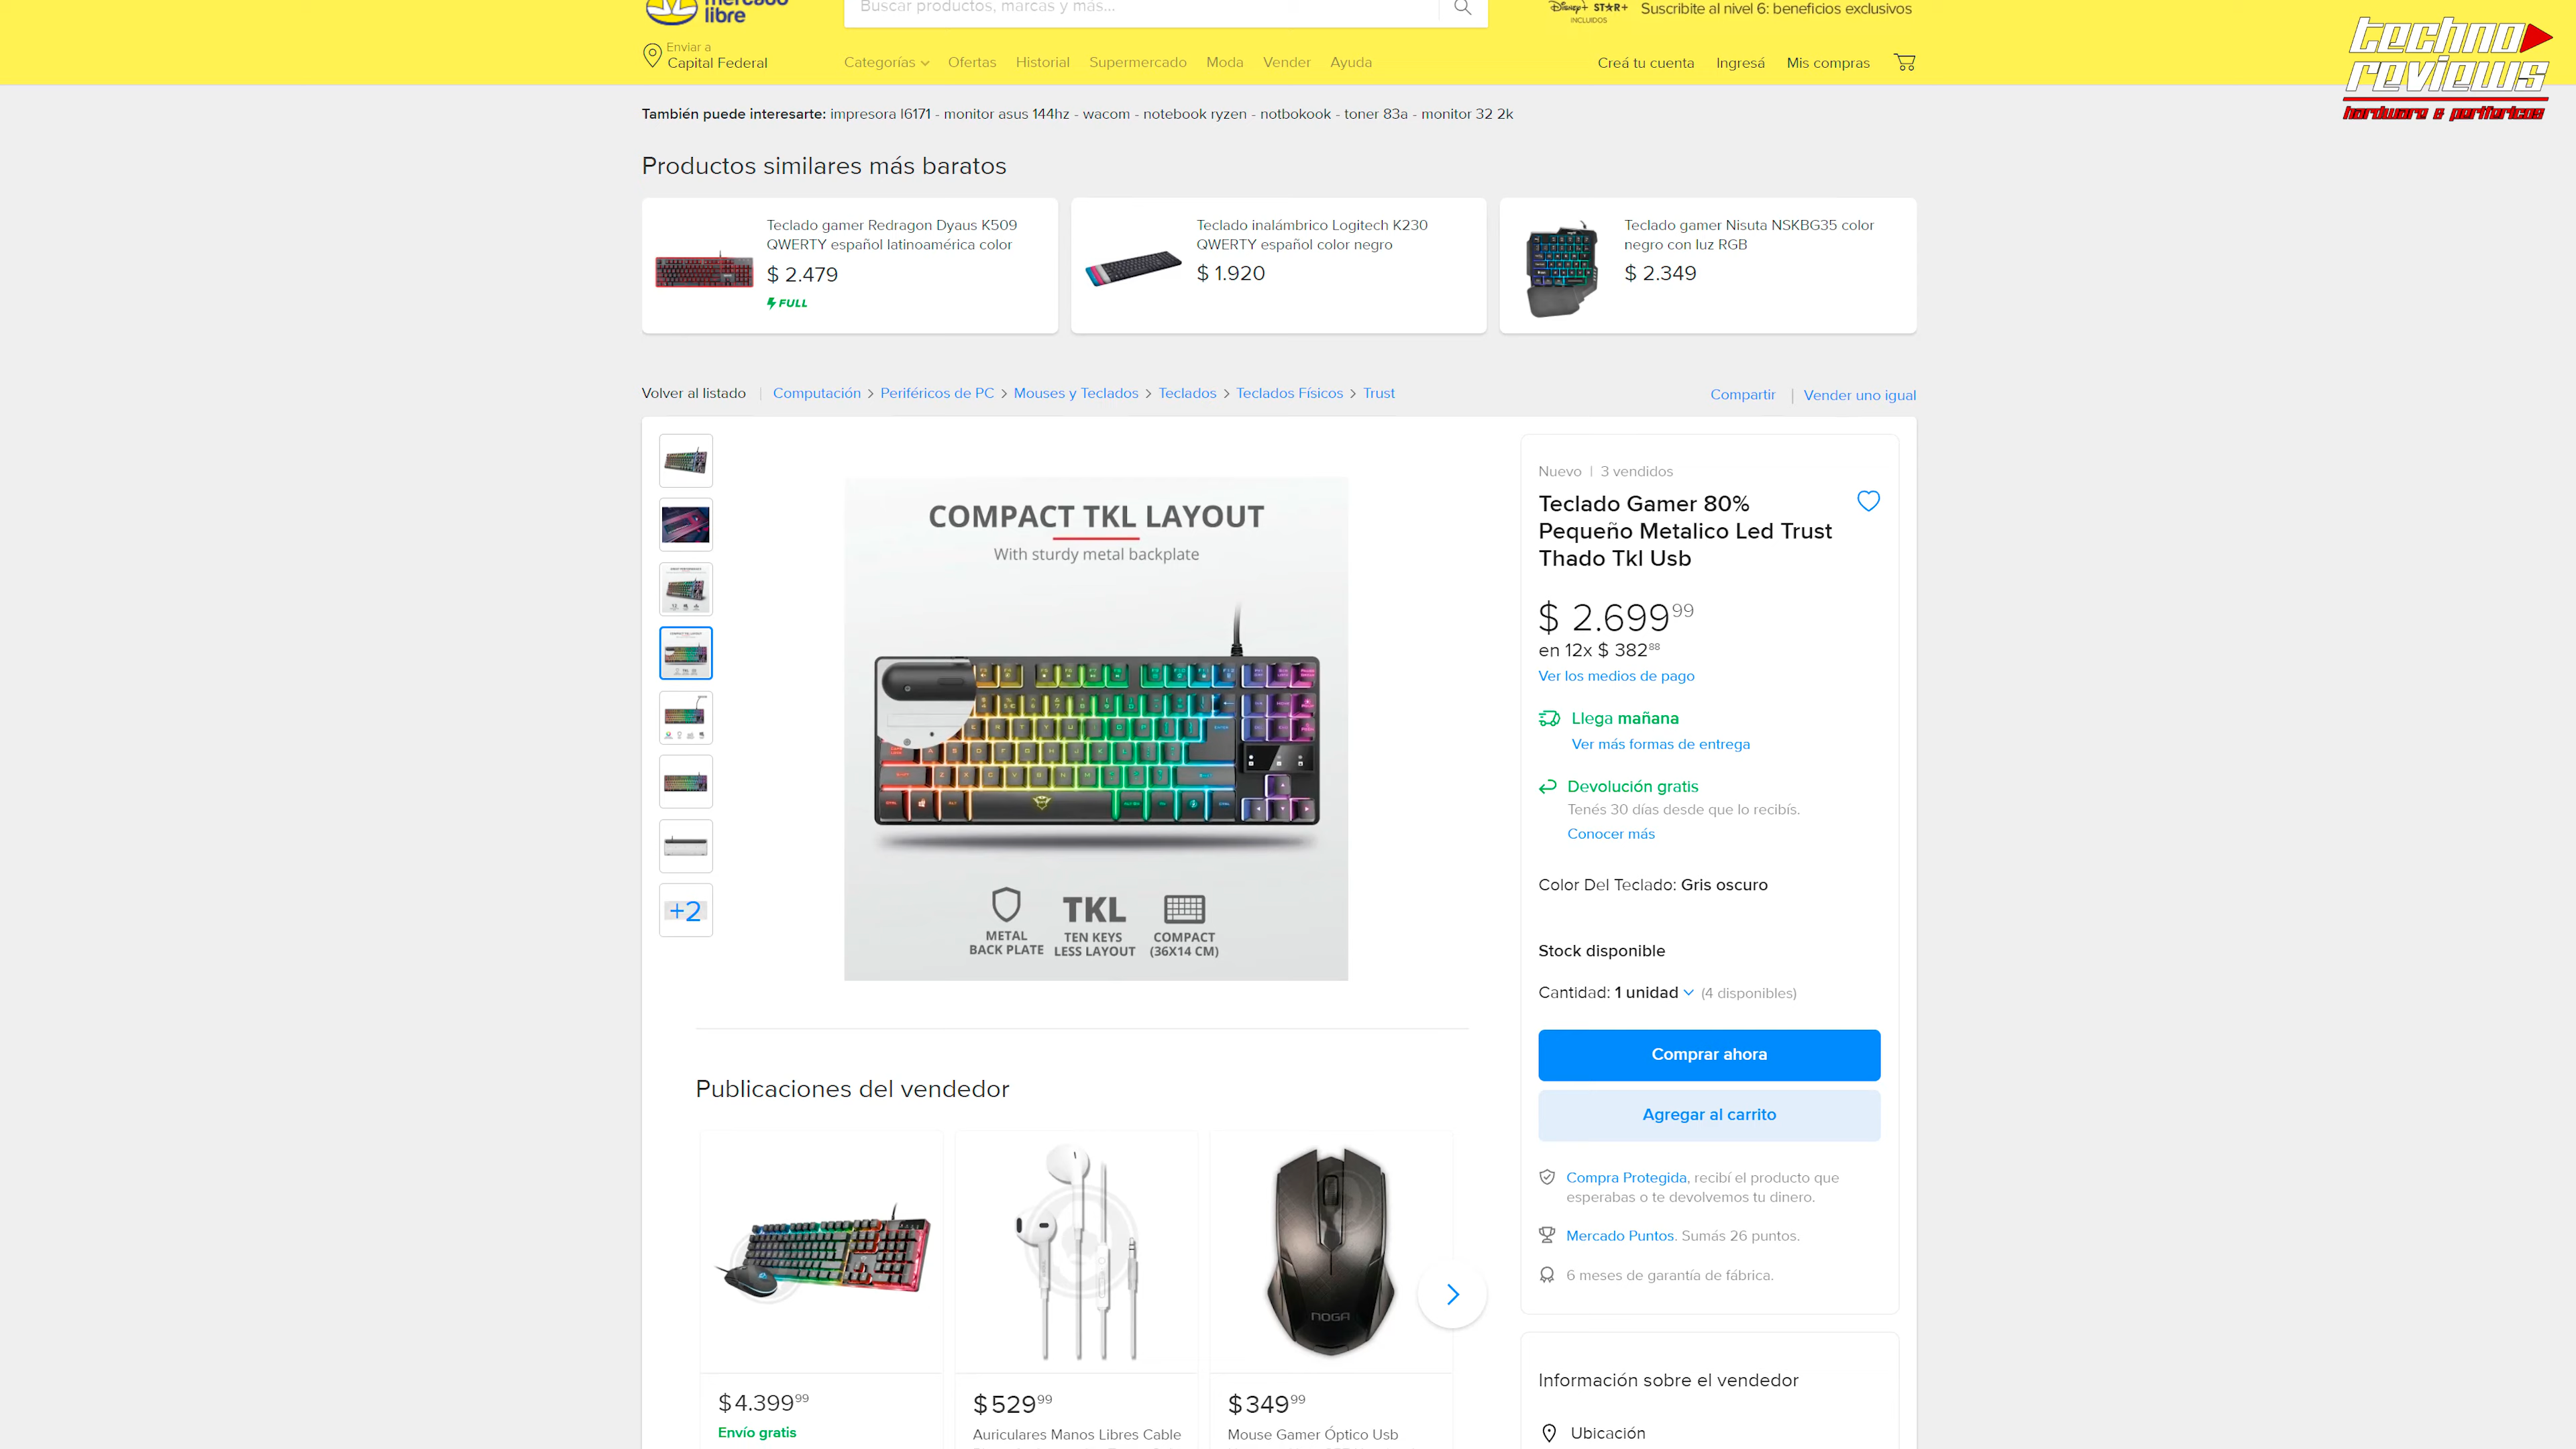 mercado
libre
Buscar productos, marcas y más...
Disney+ STAR+
INCLUIDOS
Suscribite al nivel 6: beneficios exclusivos
techno
reviews
hardware & perifericos
Enviar a
Capital Federal
Categorías
Ofertas
Historial
Supermercado
Moda
Vender
Ayuda
Creá tu cuenta
Ingresá
Mis compras
También puede interesarte: impresora l6171 - monitor asus 144hz - wacom - notebook ryzen - notbokook - toner 83a - monitor 32 2k
Productos similares más baratos
Teclado gamer Redragon Dyaus K509
QWERTY español latinoamérica color
$ 2.479
FULL
Teclado inalámbrico Logitech K230
QWERTY español color negro
$ 1.920
Teclado gamer Nisuta NSKBG35 color
negro con luz RGB
$ 2.349
Volver al listado | Computación > Periféricos de PC > Mouses y Teclados > Teclados > Teclados Físicos > Trust
Compartir | Vender uno igual
+2
COMPACT TKL LAYOUT
With sturdy metal backplate
METAL
BACK PLATE
TKL
TEN KEYS
LESS LAYOUT
COMPACT
(36X14 CM)
Nuevo | 3 vendidos
Teclado Gamer 80%
Pequeño Metalico Led Trust
Thado Tkl Usb
$ 2.699 99
en 12x $ 382 88
Ver los medios de pago
Llega mañana
Ver más formas de entrega
Devolución gratis
Tenés 30 días desde que lo recibís.
Conocer más
Color Del Teclado: Gris oscuro
Stock disponible
Cantidad: 1 unidad (4 disponibles)
Comprar ahora
Agregar al carrito
Compra Protegida, recibí el producto que
esperabas o te devolvemos tu dinero.
Mercado Puntos. Sumás 26 puntos.
6 meses de garantía de fábrica.
Información sobre el vendedor
Ubicación
Publicaciones del vendedor
NOGA
$ 4.399 99
Envío gratis
$ 529 99
Auriculares Manos Libres Cable
$ 349 99
Mouse Gamer Óptico Usb